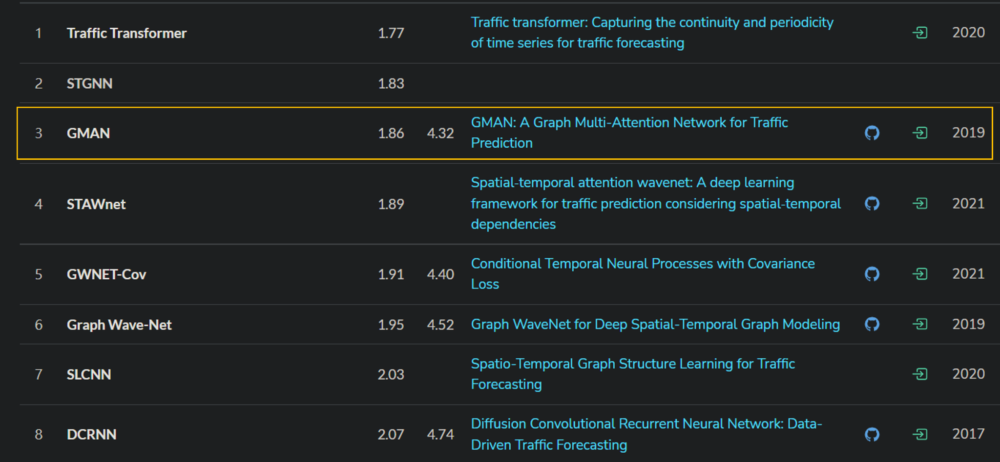 1 Traffic Transformer 1.77 Traffic transformer: Capturing the continuity and periodicity
of time series for traffic forecasting 2020
2 STGNN 1.83
3 GMAN 1.86 4.32 GMAN: A Graph Multi-Attention Network for Traffic
Prediction 2019
4 STAWnet 1.89 Spatial-temporal attention wavenet: A deep learning
framework for traffic prediction considering spatial-temporal
dependencies 2021
5 GWNET-Cov 1.91 4.40 Conditional Temporal Neural Processes with Covariance
Loss 2021
6 Graph Wave-Net 1.95 4.52 Graph WaveNet for Deep Spatial-Temporal Graph Modeling 2019
7 SLCNN 2.03 Spatio-Temporal Graph Structure Learning for Traffic
Forecasting 2020
8 DCRNN 2.07 4.74 Diffusion Convolutional Recurrent Neural Network: Data-
Driven Traffic Forecasting 2017